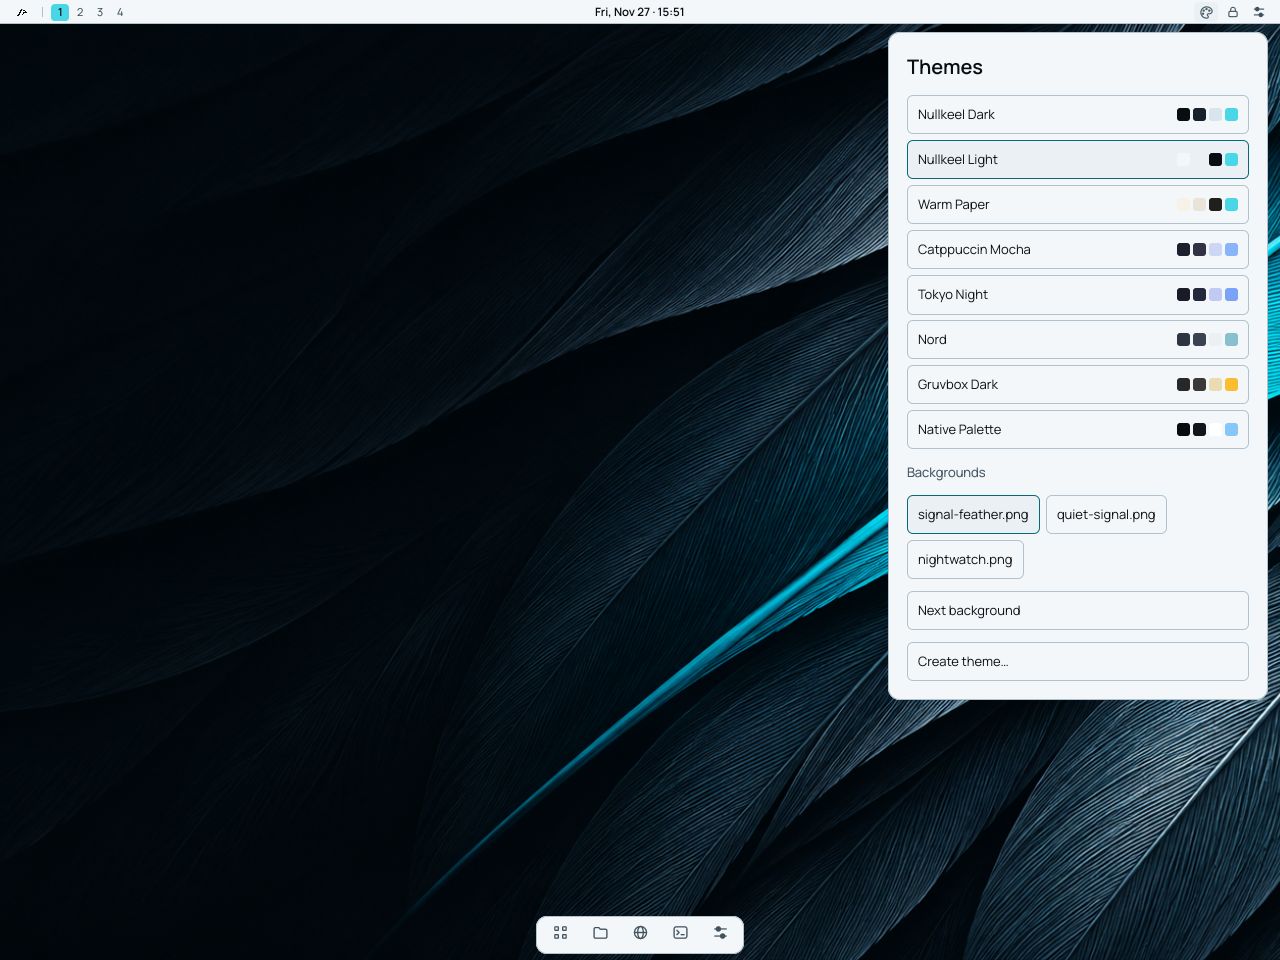 1 2 3 4
Fri, Nov 27 · 15:51
Themes
Nullkeel Dark
Nullkeel Light
Warm Paper
Catppuccin Mocha
Tokyo Night
Nord
Gruvbox Dark
Native Palette
Backgrounds
signal-feather.png quiet-signal.png
nightwatch.png
Next background
Create theme...